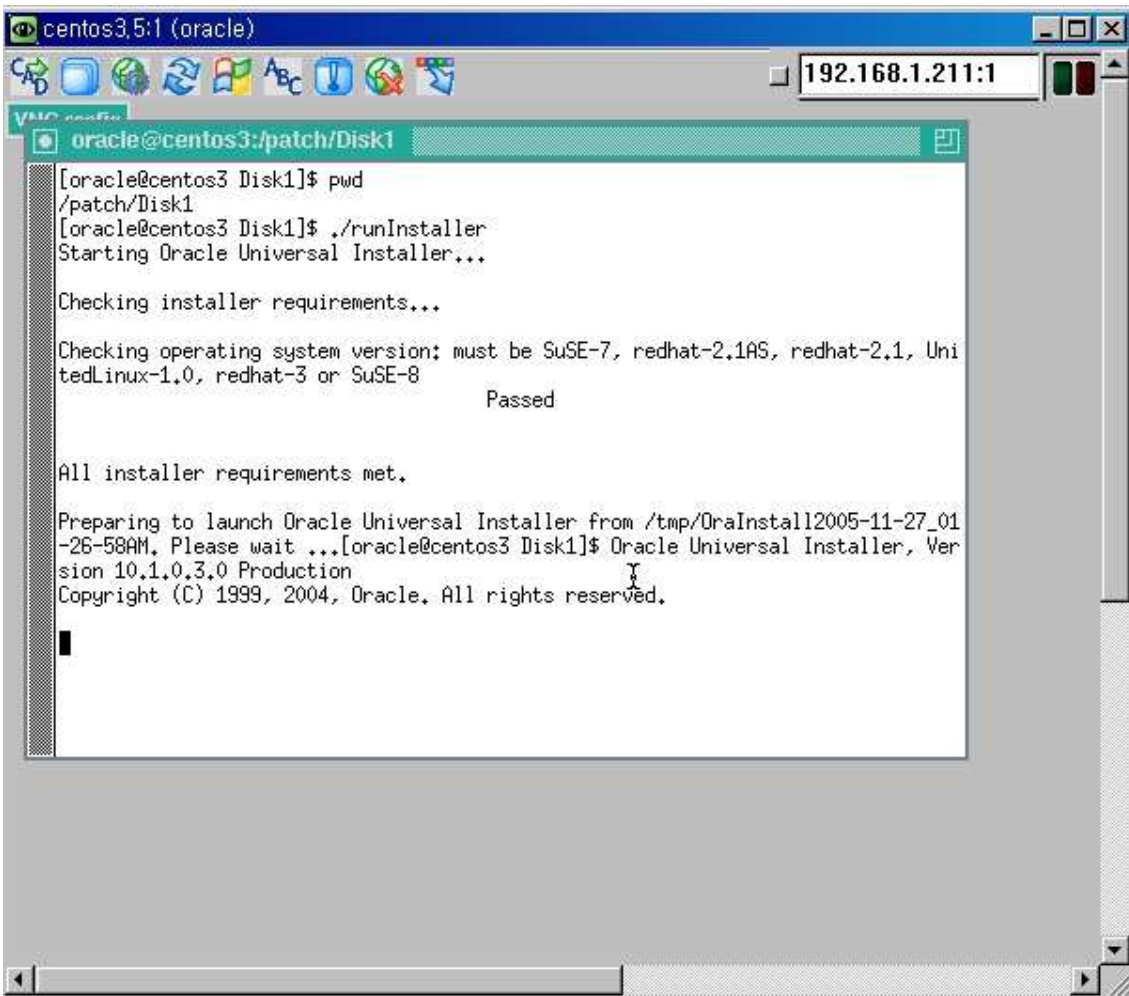 centos3,5:1 (oracle)
CAD
ABC
192.168.1.211:1
VNC config
oracle@centos3:/patch/Disk1
[oracle@centos3 Disk1]$ pwd
/patch/Disk1
[oracle@centos3 Disk1]$ ./runInstaller
Starting Oracle Universal Installer...
Checking installer requirements...
Checking operating system version: must be SuSE-7, redhat-2.1AS, redhat-2.1, Uni
tedLinux-1.0, redhat-3 or SuSE-8
Passed
All installer requirements met.
Preparing to launch Oracle Universal Installer from /tmp/OraInstall2005-11-27_01
-26-58AM. Please wait ...[oracle@centos3 Disk1]$ Oracle Universal Installer, Ver
sion 10.1.0.3.0 Production
Copyright (C) 1999, 2004, Oracle. All rights reserved.